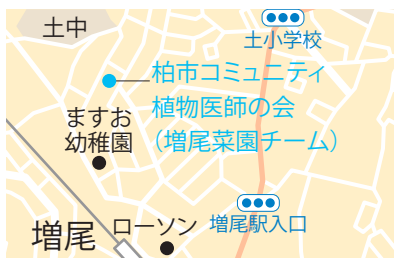 土中
土小学校
柏市コミュニティ
植物医師の会
（増尾菜園チーム）
ますお
幼稚園
増尾
ローソン
増尾駅入口